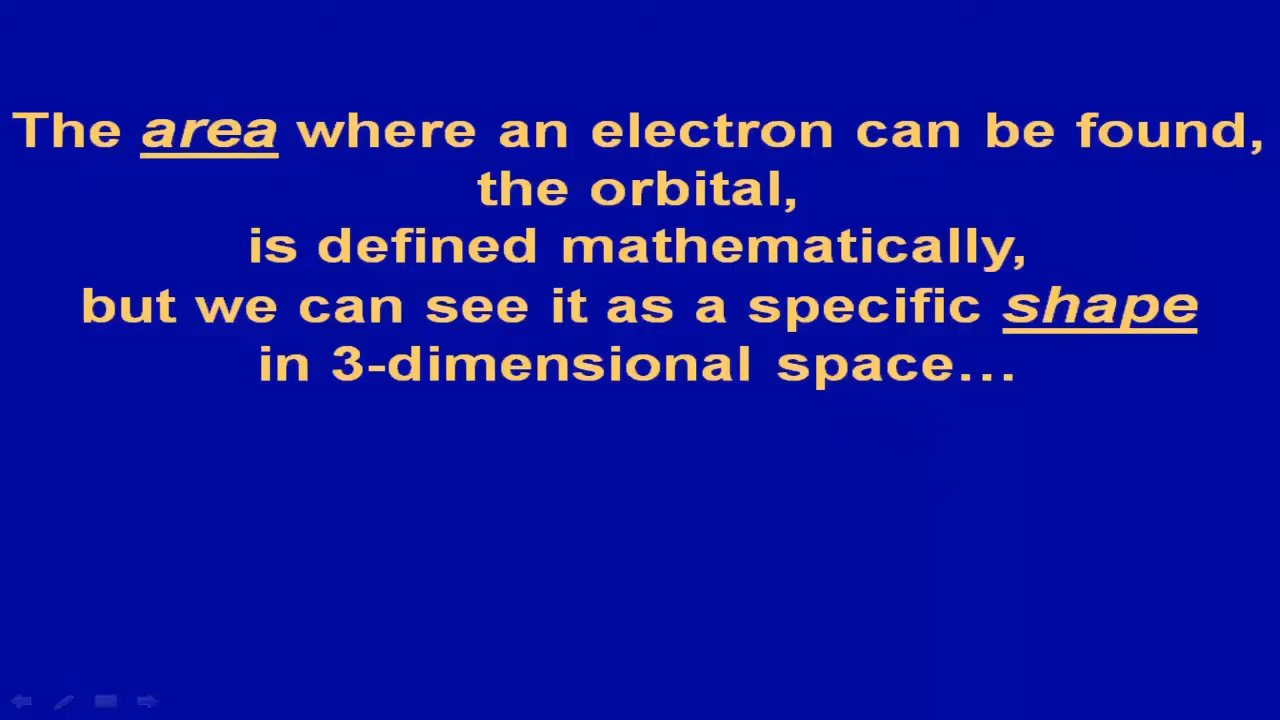 The area where an electron can be found,
the orbital,
is defined mathematically,
but we can see it as a specific shape
in 3-dimensional space...